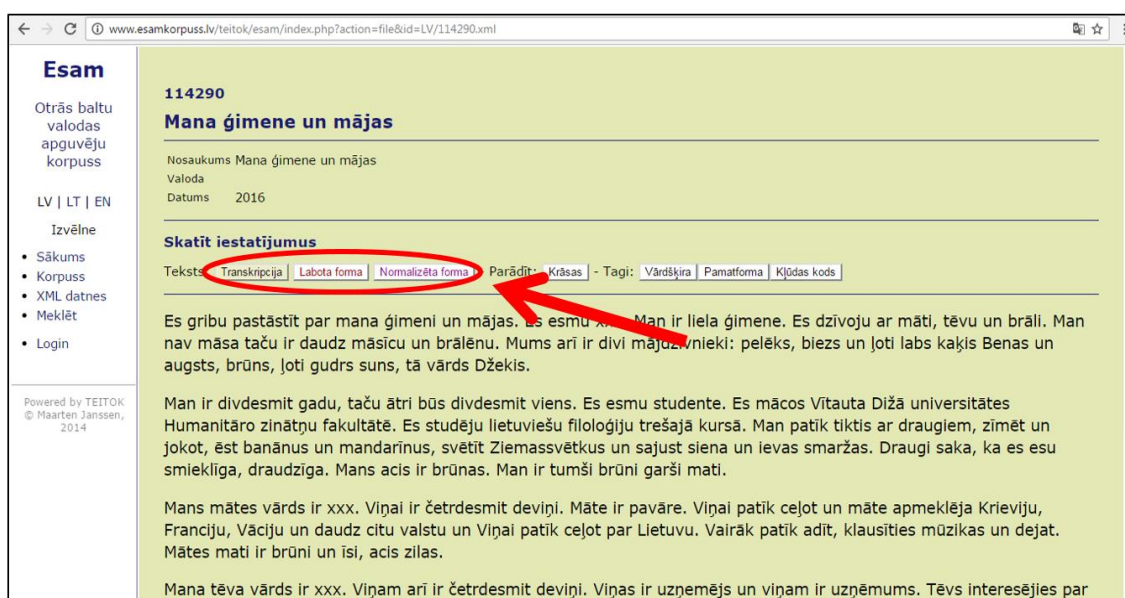 www.esamkorpuss.lv/teitok/esam/index.php?action=file&id=LV/114290.xml
Esam
Otrās baltu
valodas
apguvēju
korpuss
LV | LT | EN
Izvēlne
Sākums
Korpuss
XML datnes
Meklēt
Login
Powered by TEITOK
© Maarten Janssen,
2014
114290
Mana ģimene un mājas
Nosaukums Mana ģimene un mājas
Valoda
Datums 2016
Skatīt iestatījumus
Teksts Transkripcija Labota forma Normalizēta forma - Parādīt: Krāsas - Tagi: Vārdšķira Pamatforma Kļūdas kods
Es gribu pastāstīt par mana ģimeni un mājas. Es esmu Man ir liela ģimene. Es dzīvoju ar māti, tēvu un brāli. Man
nav māsa taču ir daudz māsīcu un brālēnu. Mums arī ir divi mājdzīvnieki: pelēks, biezs un ļoti labs kaķis Benas un
augsts, brūns, ļoti gudrs suns, tā vārds Džekis.
Man ir divdesmit gadu, taču ātri būs divdesmit viens. Es esmu studente. Es mācos Vītauta Dižā universitātes
Humanitāro zinātņu fakultātē. Es studēju lietuviešu filoloģiju trešajā kursā. Man patīk tiktis ar draugiem, zīmēt un
jokot, ēst banānus un mandarīnus, svētīt Ziemassvētkus un sajust siena un ievas smaržas. Draugi saka, ka es esu
smieklīga, draudzīga. Mans acis ir brūnas. Man ir tumši brūni garši mati.
Mans mātes vārds ir xxx. Viņai ir četrdesmit deviņi. Māte ir pavāre. Viņai patīk ceļot un māte apmeklēja Krieviju,
Franciju, Vāciju un daudz citu valstu un Viņai patīk ceļot par Lietuvu. Vairāk patīk adīt, klausīties mūzikas un dejat.
Mātes mati ir brūni un īsi, acis zilas.
Mana tēva vārds ir xxx. Viņam arī ir četrdesmit deviņi. Viņas ir uzņemējs un viņam ir uzņēmums. Tēvs interesējies par